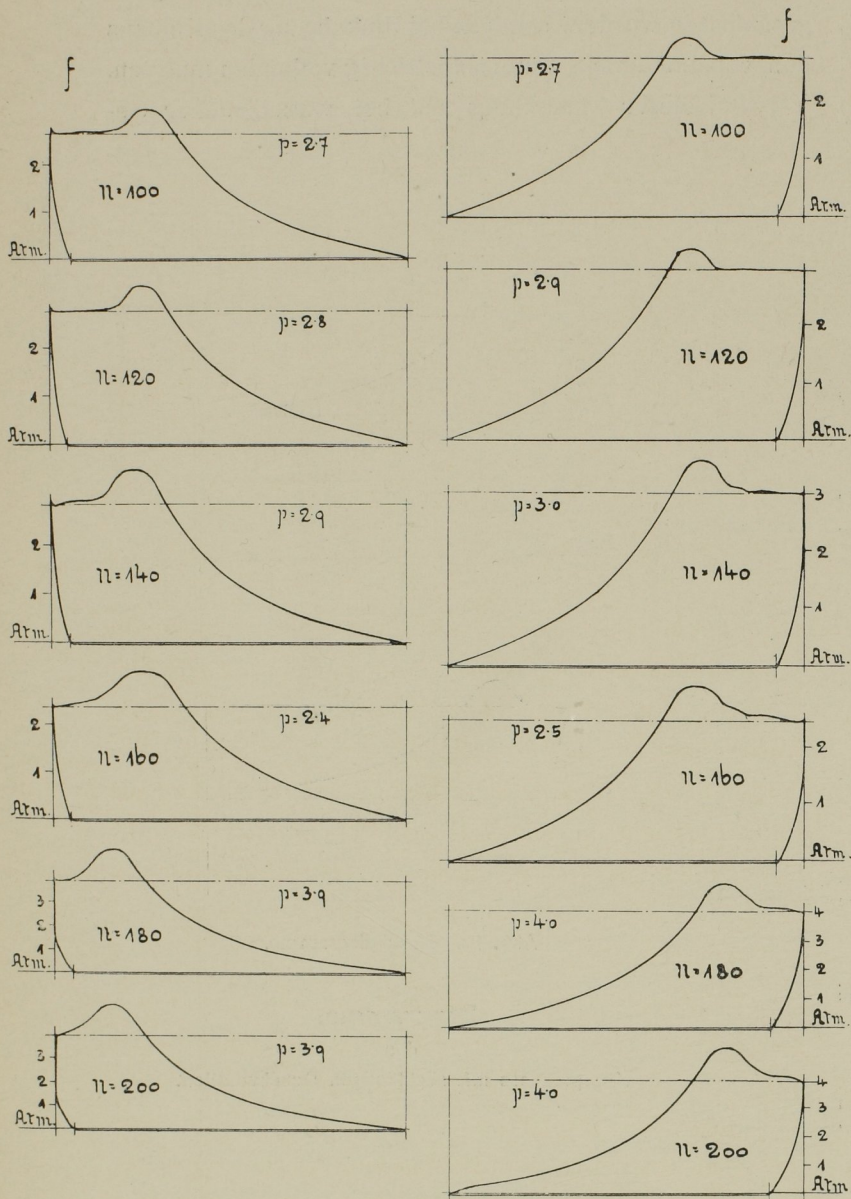 f
p=2·7
2
n=100
1
Atm.
p=2·8
2
n=120
1
Atm.
p=2·9
2
n=140
1
Atm.
p=2·4
2
n=160
1
Atm.
p=3·9
3
2
n=180
1
Atm.
p=3·9
3
2
n=200
1
Atm.
f
p=2·7
2
n=100
1
Atm.
p=2·9
2
n=120
1
Atm.
3
p=3·0
2
n=140
1
Atm.
p=2·5
2
n=160
1
Atm.
4
p=4·0
3
n=180
2
1
Atm.
4
p=4·0
3
2
n=200
1
Atm